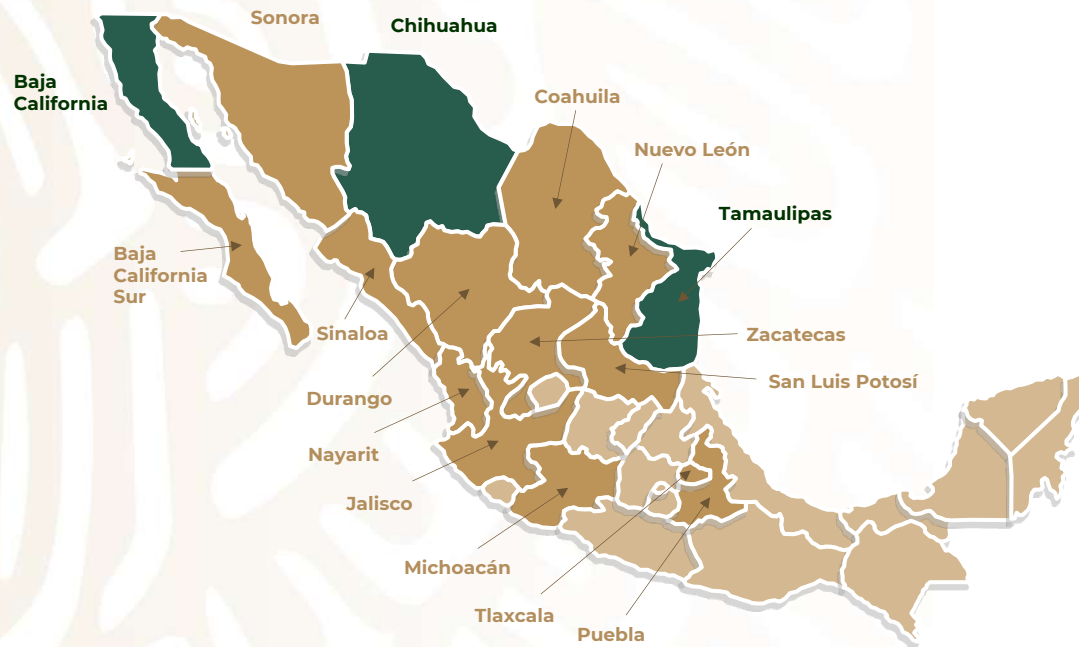 Sonora
Chihuahua
Baja
California
Coahuila
Nuevo León
Tamaulipas
Baja
California
Sur
Sinaloa
Zacatecas
San Luis Potosí
Durango
Nayarit
Jalisco
Michoacán
Tlaxcala
Puebla